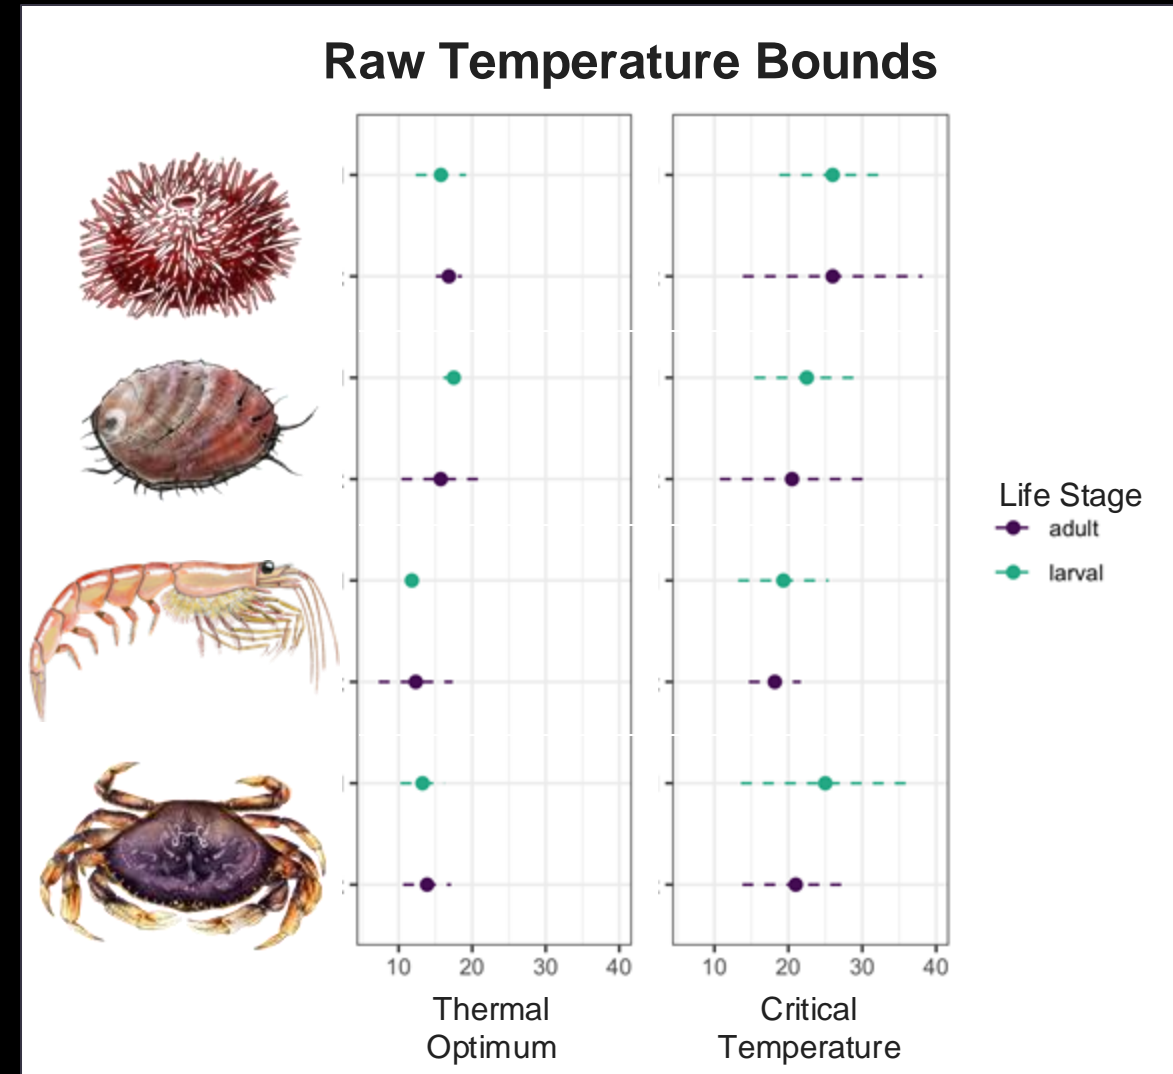 Raw Temperature Bounds
Life Stage
adult
larval
10 20 30 40
10 20 30 40
Thermal
Optimum
Critical
Temperature